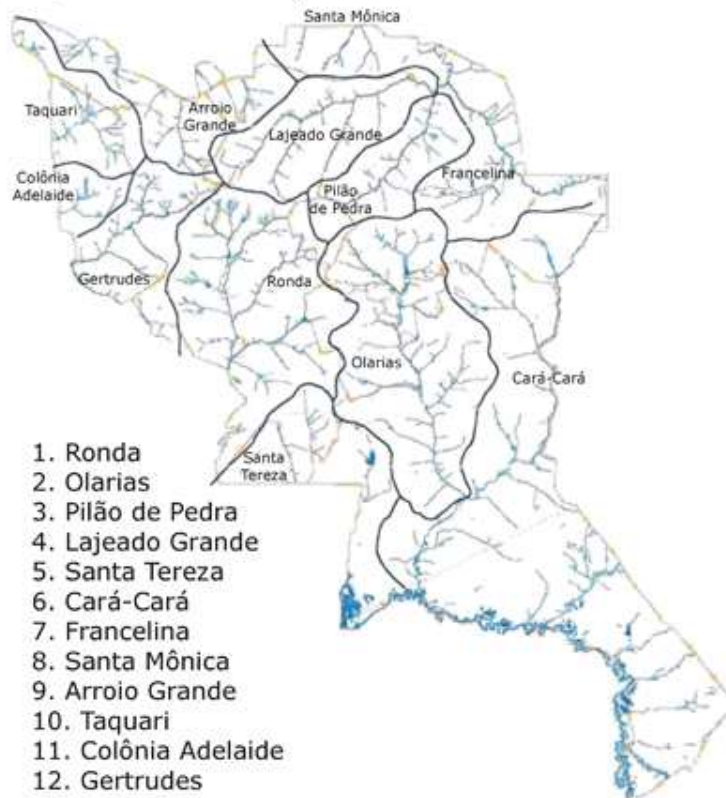 Santa Mônica
Taquari
Arroio
Grande
Lajeado Grande
Colônia
Adelaide
Pilão
de Pedra
Francelina
Gertrudes
Ronda
Olarias
Cará-Cará
Santa
Tereza
1. Ronda
2. Olarias
3. Pilão de Pedra
4. Lajeado Grande
5. Santa Tereza
6. Cará-Cará
7. Francelina
8. Santa Mônica
9. Arroio Grande
10. Taquari
11. Colônia Adelaide
12. Gertrudes